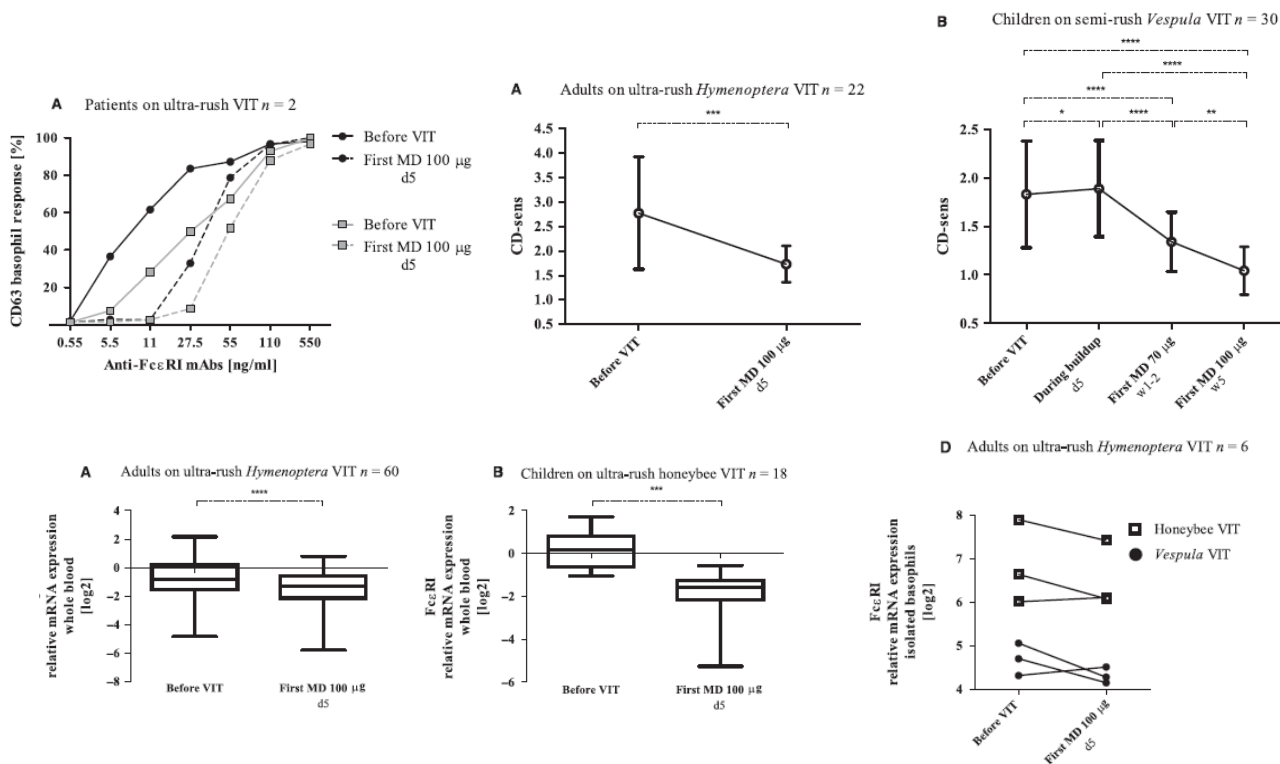 A Patients on ultra-rush VIT n = 2
CD63 basophil response [%]
100
80
60
40
20
0.55 5.5 11 27.5 55 110 550
Anti-FcεRI mAbs [ng/ml]
Before VIT
First MD 100 µg
d5
Before VIT
First MD 100 µg
d5
A Adults on ultra-rush Hymenoptera VIT n = 22
***
CD-sens
4.5
4.0
3.5
3.0
2.5
2.0
1.5
1.0
0.5
Before VIT
First MD 100 µg
d5
B Children on semi-rush Vespula VIT n = 30
****
****
****
* **** **
CD-sens
2.5
2.0
1.5
1.0
0.5
Before VIT
During buildup
d5
First MD 70 µg
w1-2
First MD 100 µg
w5
A Adults on ultra-rush Hymenoptera VIT n = 60
****
relative mRNA expression
whole blood
[log2]
4
2
0
−2
−4
−6
−8
Before VIT First MD 100 µg
d5
B Children on ultra-rush honeybee VIT n = 18
***
FcεRI
relative mRNA expression
whole blood
[log2]
2
0
−2
−4
−6
Before VIT First MD 100 µg
d5
D Adults on ultra-rush Hymenoptera VIT n = 6
FcεRI
relative mRNA expression
isolated basophils
[log2]
8
7
6
5
4
Before VIT
First MD 100 µg
d5
Honeybee VIT
Vespula VIT